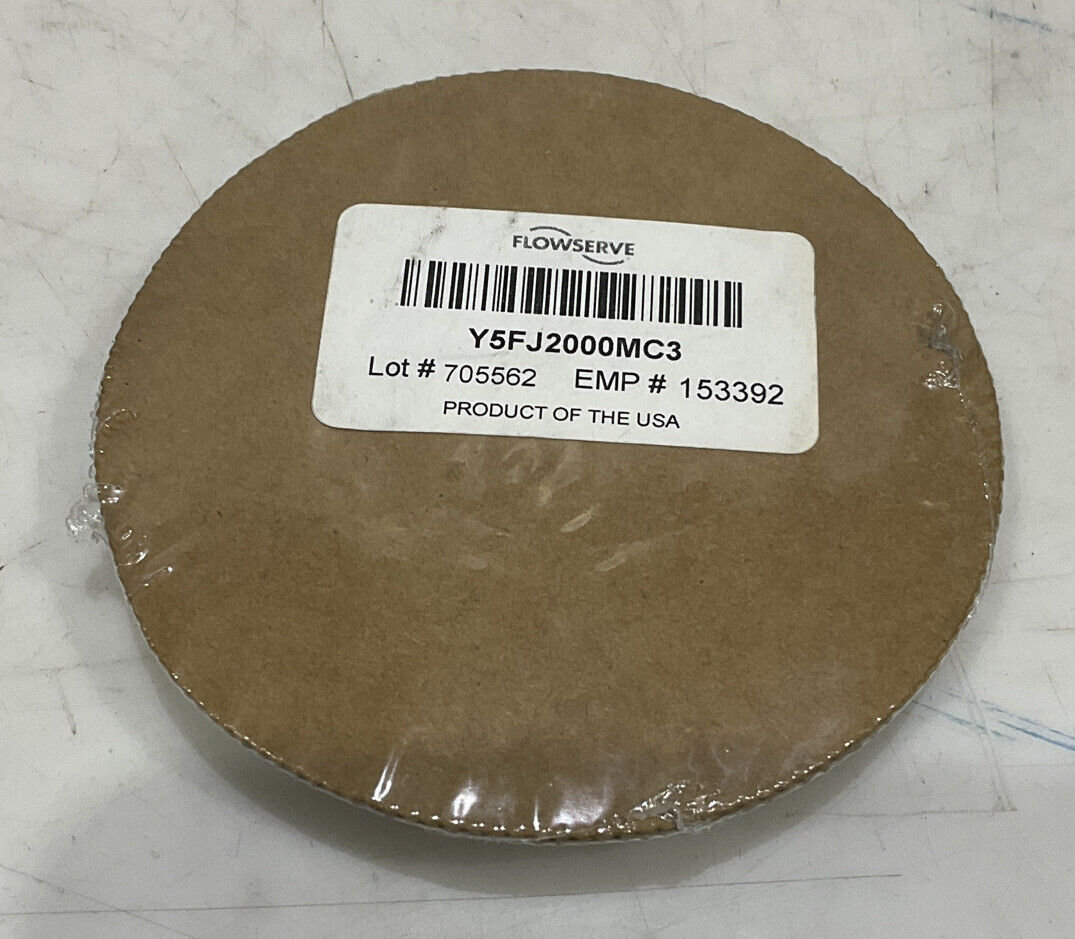 FLOWSERVE
Y5FJ2000MC3
Lot # 705562 EMP # 153392
PRODUCT OF THE USA